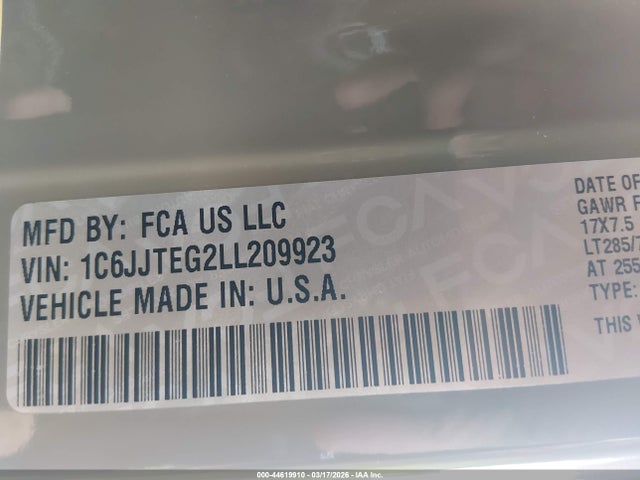 MFD BY: FCA US LLC
VIN: 1C6JJTEG2LL209923
VEHICLE MADE IN: U.S.A.
DATE OF
GAWR F
17X7.5
LT285/7
AT 255
TYPE:
THIS
000-44619910 - 03/17/2026 - IAA Inc.